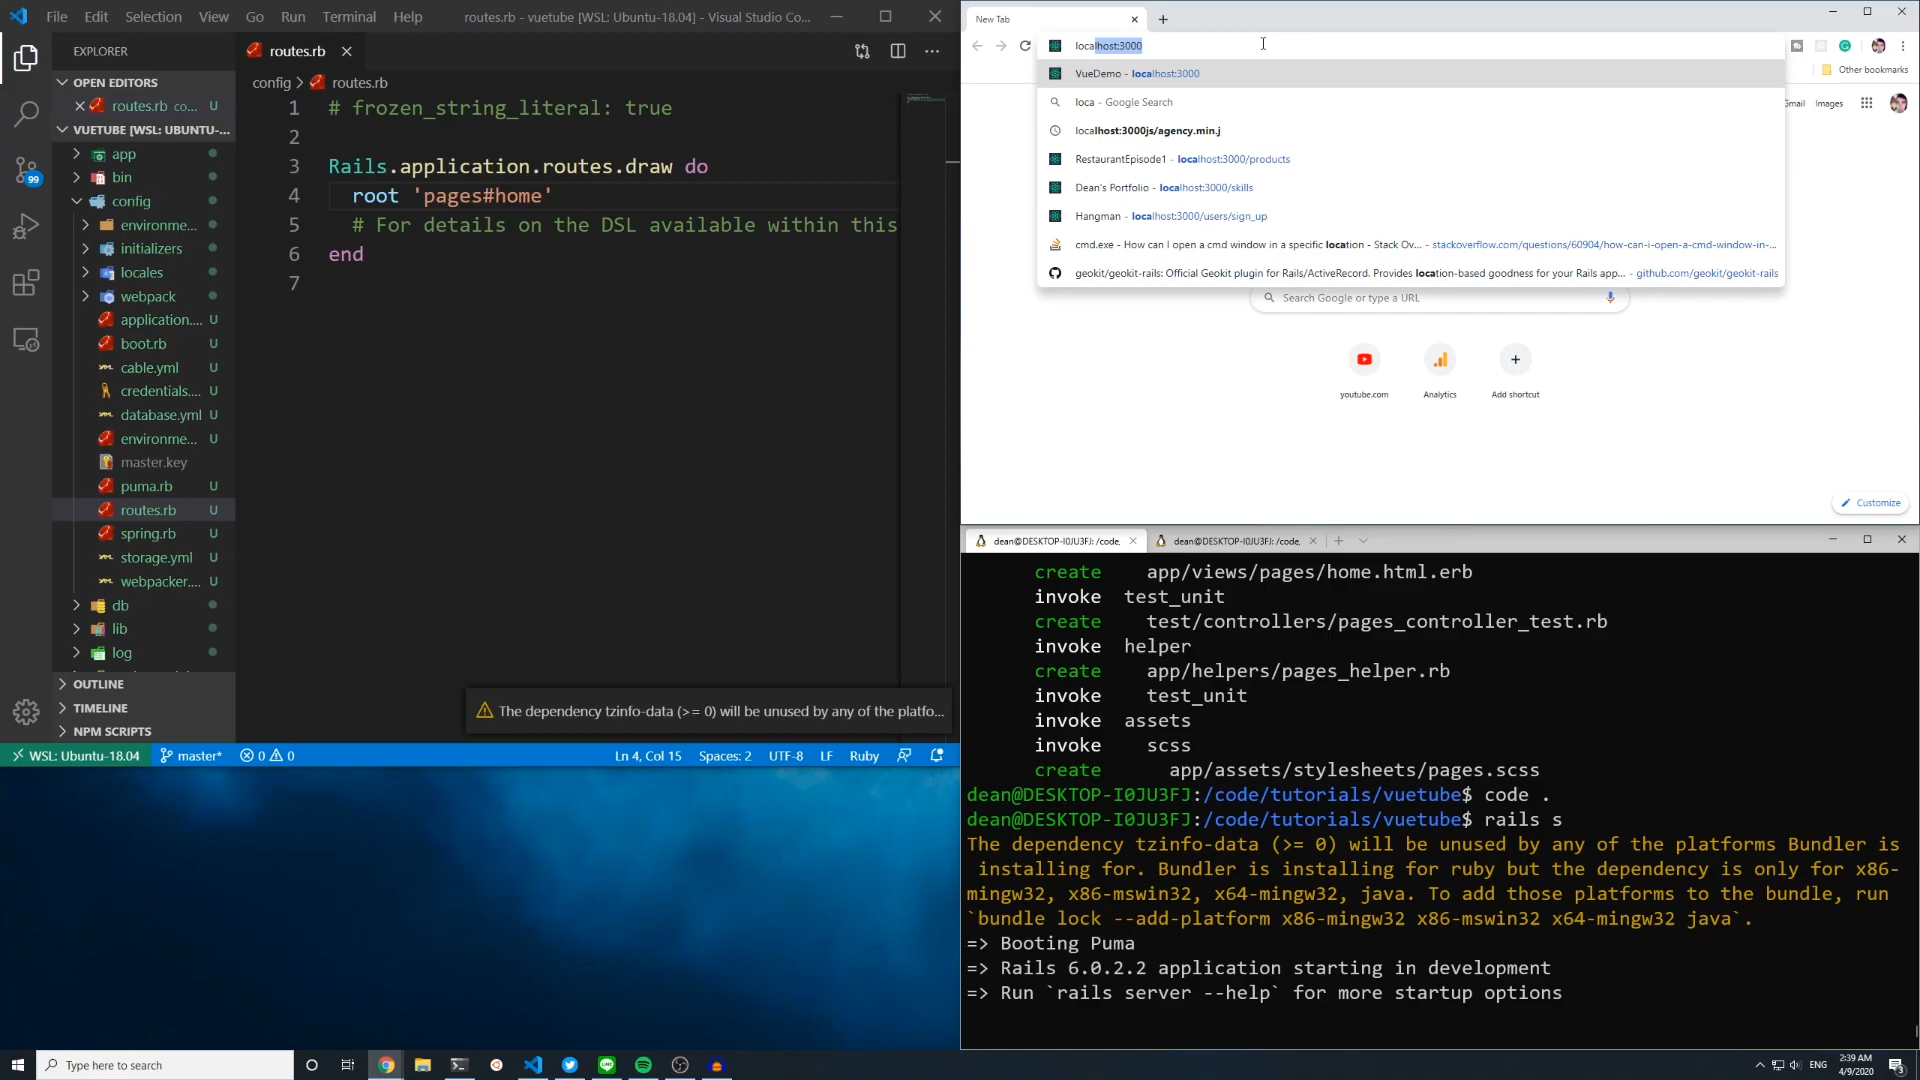 File Edit Selection View Go Run Terminal Help
routes.rb - vuetube [WSL: Ubuntu-18.04] - Visual Studio Co...
EXPLORER
OPEN EDITORS
routes.rb co... U
VUETUBE [WSL: UBUNTU-...
app
bin
config
environme...
initializers
locales
webpack
application.... U
boot.rb U
cable.yml U
credentials.... U
database.yml U
environme... U
master.key
puma.rb U
routes.rb U
spring.rb U
storage.yml U
webpacker.... U
db
lib
log
OUTLINE
TIMELINE
NPM SCRIPTS
99
routes.rb
config > routes.rb
1 # frozen_string_literal: true
2
3 Rails.application.routes.draw do
4 root 'pages#home'
5 # For details on the DSL available within this
6 end
7
The dependency tzinfo-data (>= 0) will be unused by any of the platfo...
WSL: Ubuntu-18.04 master* 0 0 Ln 4, Col 15 Spaces: 2 UTF-8 LF Ruby
New Tab
localhost:3000
VueDemo - localhost:3000
loca - Google Search
localhost:3000js/agency.min.j
RestaurantEpisode1 - localhost:3000/products
Dean's Portfolio - localhost:3000/skills
Hangman - localhost:3000/users/sign_up
cmd.exe - How can I open a cmd window in a specific location - Stack Ov... - stackoverflow.com/questions/60904/how-can-i-open-a-cmd-window-in-...
geokit/geokit-rails: Official Geokit plugin for Rails/ActiveRecord. Provides location-based goodness for your Rails app... - github.com/geokit/geokit-rails
Other bookmarks
Gmail Images
Search Google or type a URL
youtube.com Analytics Add shortcut
Customize
dean@DESKTOP-I0JU3FJ: /code, dean@DESKTOP-I0JU3FJ: /code,
create app/views/pages/home.html.erb
invoke test_unit
create test/controllers/pages_controller_test.rb
invoke helper
create app/helpers/pages_helper.rb
invoke test_unit
invoke assets
invoke scss
create app/assets/stylesheets/pages.scss
dean@DESKTOP-I0JU3FJ:/code/tutorials/vuetube$ code .
dean@DESKTOP-I0JU3FJ:/code/tutorials/vuetube$ rails s
The dependency tzinfo-data (>= 0) will be unused by any of the platforms Bundler is
installing for. Bundler is installing for ruby but the dependency is only for x86-
mingw32, x86-mswin32, x64-mingw32, java. To add those platforms to the bundle, run
`bundle lock --add-platform x86-mingw32 x86-mswin32 x64-mingw32 java`.
=> Booting Puma
=> Rails 6.0.2.2 application starting in development
=> Run `rails server --help` for more startup options
Type here to search
ENG
2:39 AM
4/9/2020
3